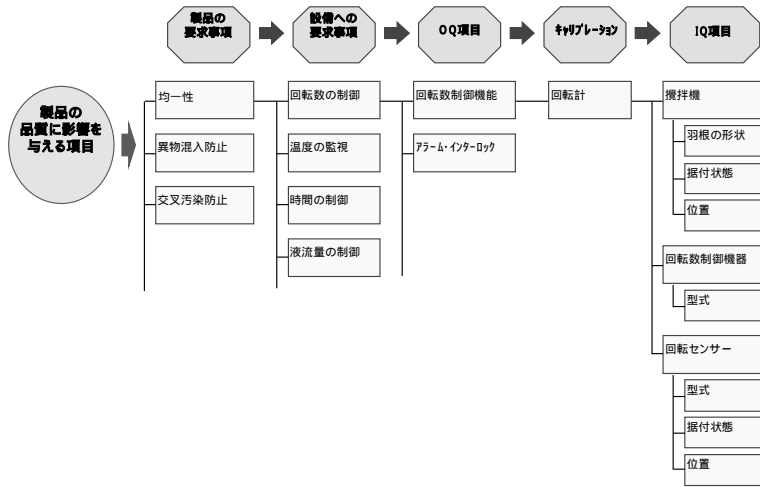 製品の
要求事項
設備への
要求事項
OQ項目
ｷｬﾘﾌﾞﾚｰｼｮﾝ
IQ項目
製品の
品質に影響を
与える項目
均一性
異物混入防止
交叉汚染防止
回転数の制御
温度の監視
時間の制御
液流量の制御
回転数制御機能
ｱﾗｰﾑ･ｲﾝﾀｰﾛｯｸ
回転計
攪拌機
羽根の形状
据付状態
位置
回転数制御機器
型式
回転センサー
型式
据付状態
位置